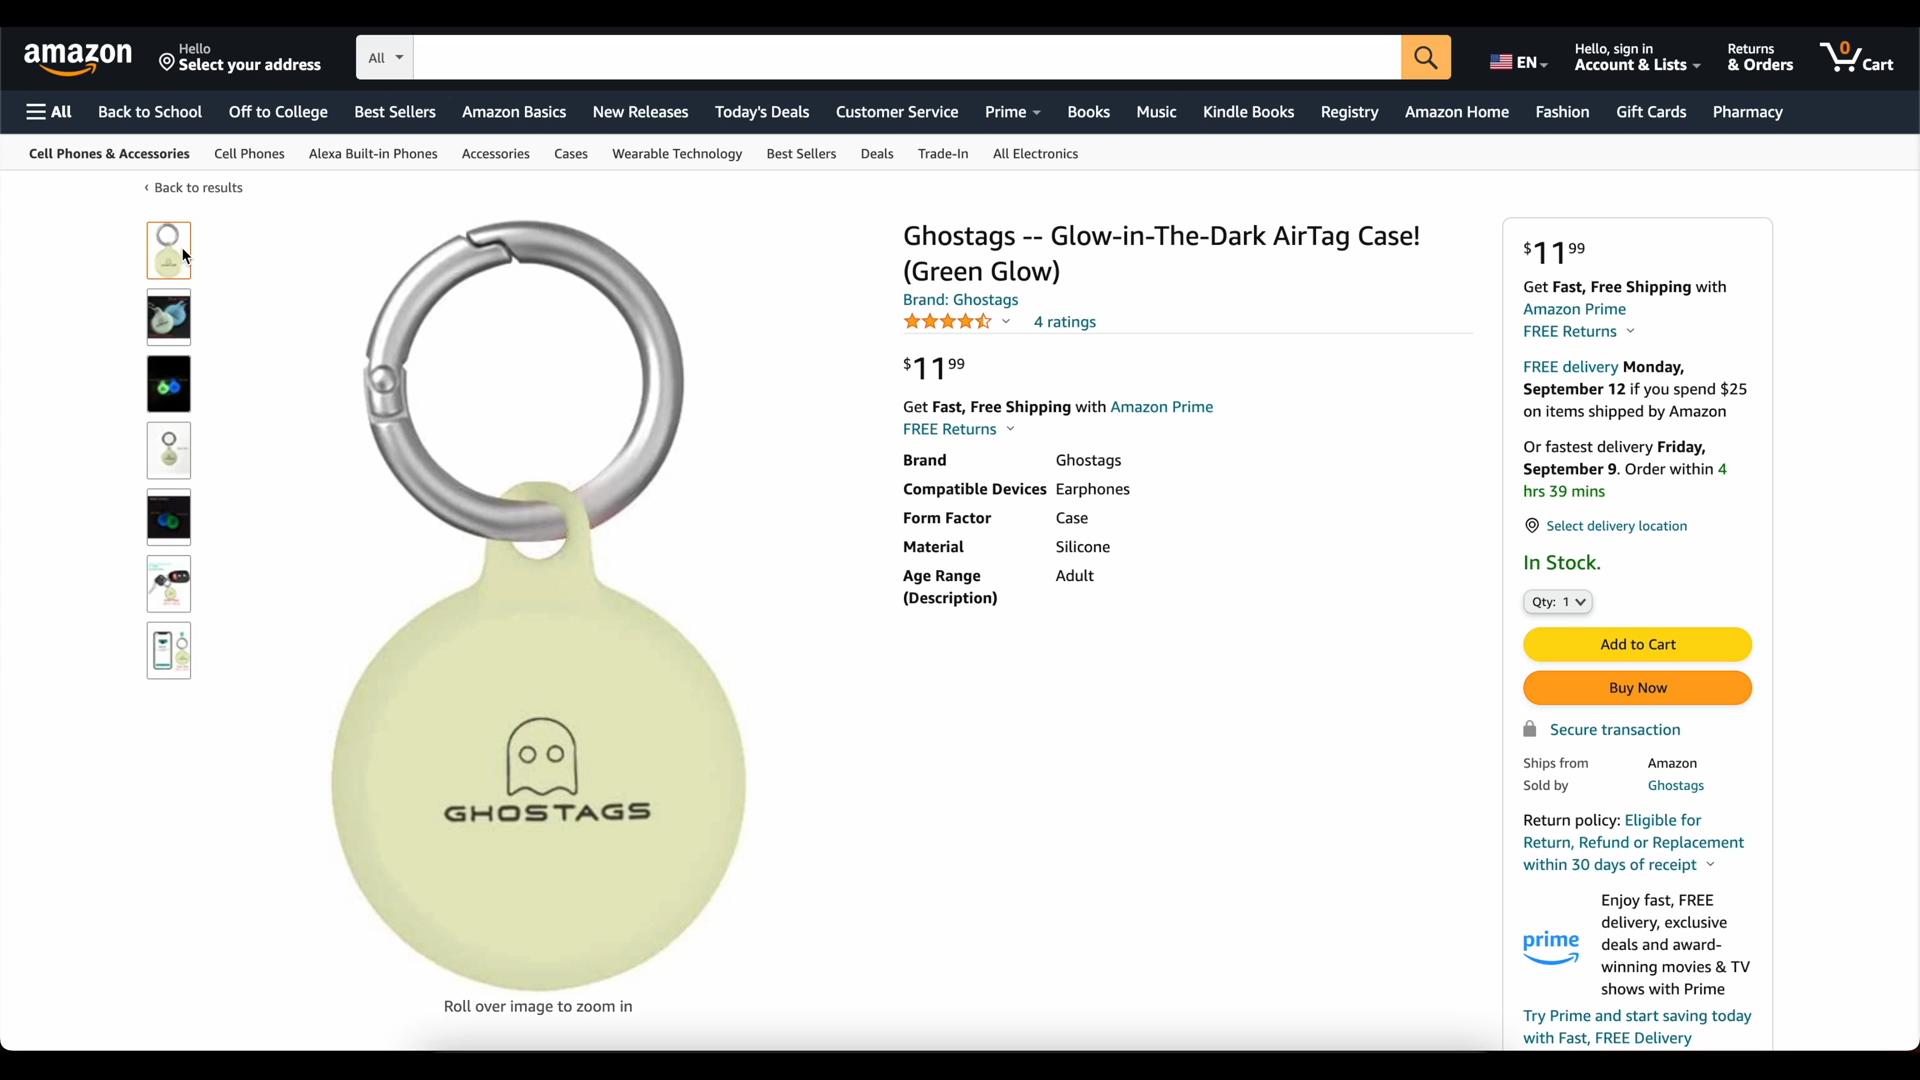 amazon
Hello
Select your address
All
EN
Hello, sign in
Account & Lists
Returns
& Orders
0
Cart
All
Back to School
Off to College
Best Sellers
Amazon Basics
New Releases
Today's Deals
Customer Service
Prime
Books
Music
Kindle Books
Registry
Amazon Home
Fashion
Gift Cards
Pharmacy
Cell Phones & Accessories
Cell Phones
Alexa Built-in Phones
Accessories
Cases
Wearable Technology
Best Sellers
Deals
Trade-In
All Electronics
‹ Back to results
GHOSTAGS
Roll over image to zoom in
Ghostags -- Glow-in-The-Dark AirTag Case!
(Green Glow)
Brand: Ghostags
4 ratings
$11 99
Get Fast, Free Shipping with Amazon Prime
FREE Returns
Brand Ghostags
Compatible Devices Earphones
Form Factor Case
Material Silicone
Age Range Adult
(Description)
$11 99
Get Fast, Free Shipping with
Amazon Prime
FREE Returns
FREE delivery Monday,
September 12 if you spend $25
on items shipped by Amazon
Or fastest delivery Friday,
September 9. Order within 4
hrs 39 mins
Select delivery location
In Stock.
Qty: 1
Add to Cart
Buy Now
Secure transaction
Ships from Amazon
Sold by Ghostags
Return policy: Eligible for
Return, Refund or Replacement
within 30 days of receipt
prime
Enjoy fast, FREE
delivery, exclusive
deals and award-
winning movies & TV
shows with Prime
Try Prime and start saving today
with Fast, FREE Delivery